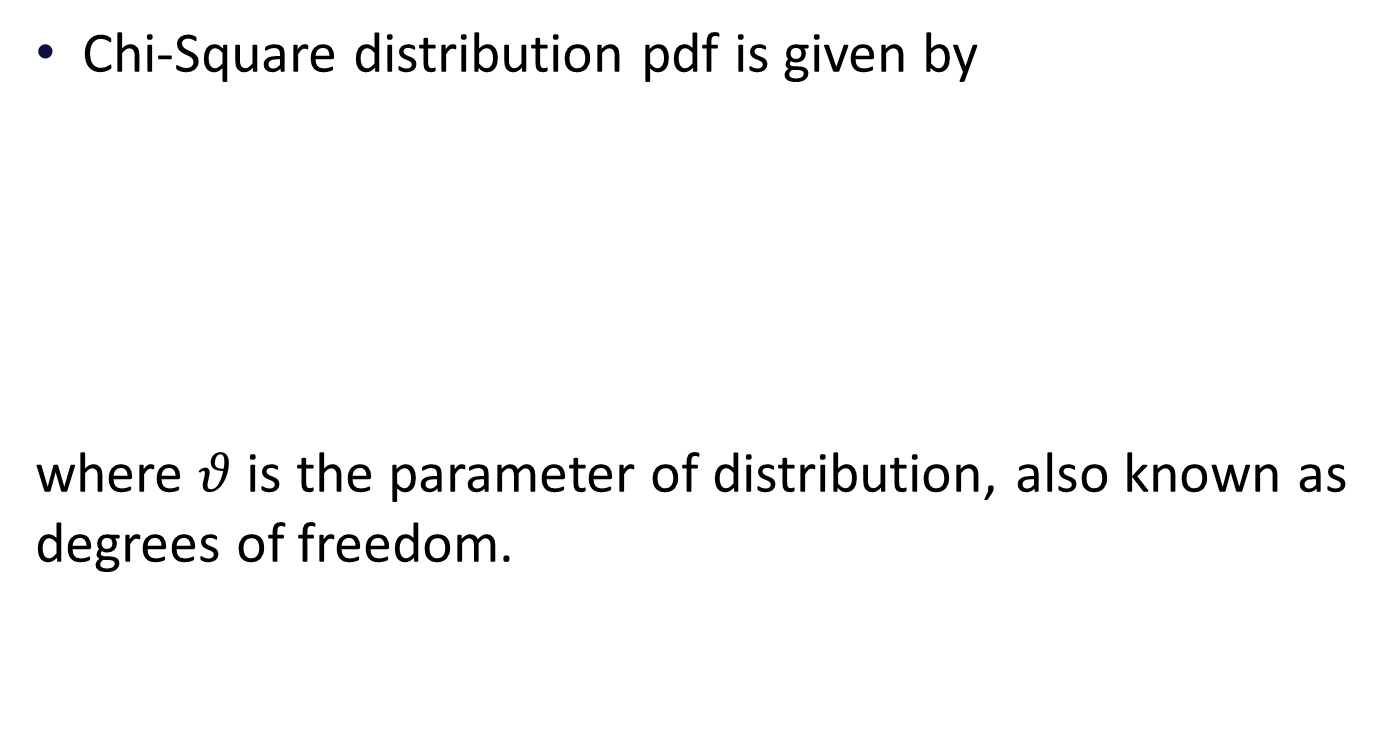 • Chi-Square distribution pdf is given by
where 𝜗 is the parameter of distribution, also known as
degrees of freedom.